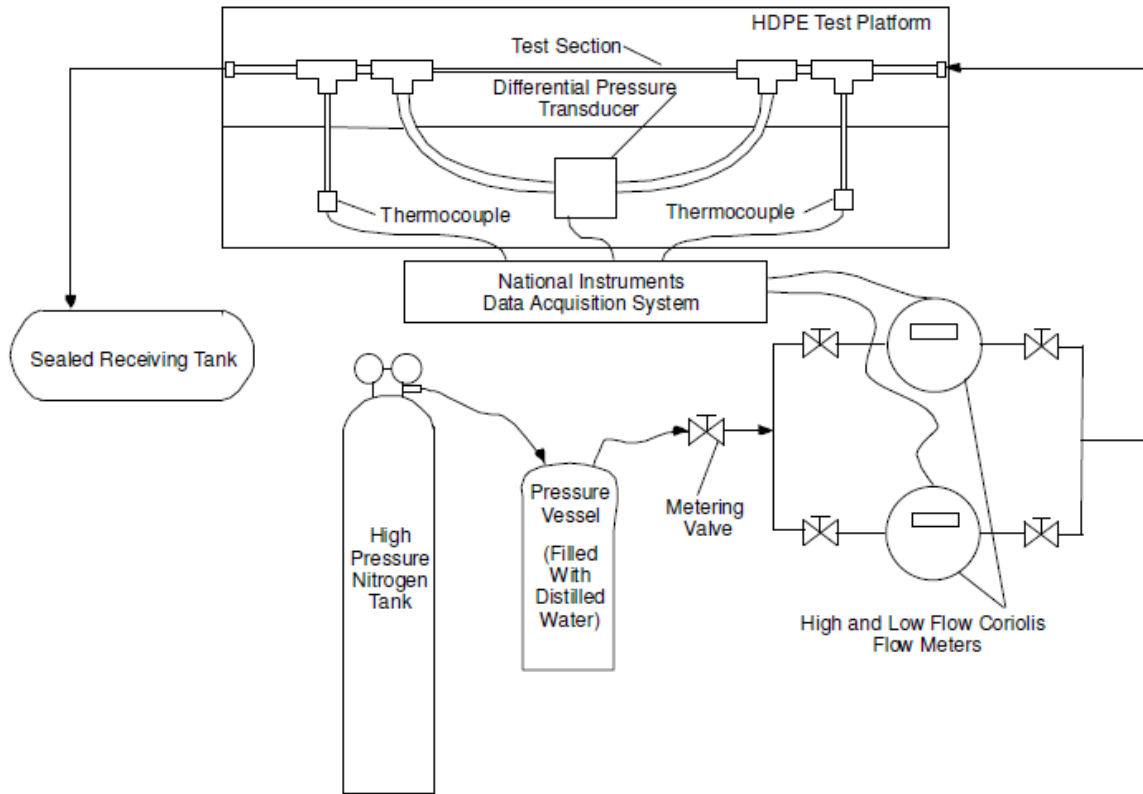 HDPE Test Platform
Test Section
Differential Pressure
Transducer
Thermocouple
Thermocouple
National Instruments
Data Acquisition System
Sealed Receiving Tank
High
Pressure
Nitrogen
Tank
Pressure
Vessel
(Filled
With
Distilled
Water)
Metering
Valve
High and Low Flow Coriolis
Flow Meters